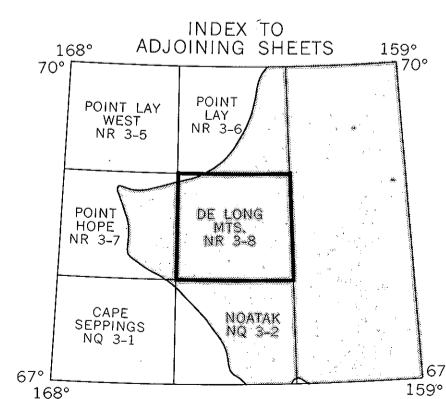 INDEX TO
ADJOINING SHEETS
168°
159°
70°
70°
POINT LAY
WEST
NR 3-5
POINT
LAY
NR 3-6
POINT
HOPE
NR 3-7
DE LONG
MTS.
NR 3-8
CAPE
SEPPINGS
NQ 3-1
NOATAK
NQ 3-2
67°
67
168°
159°